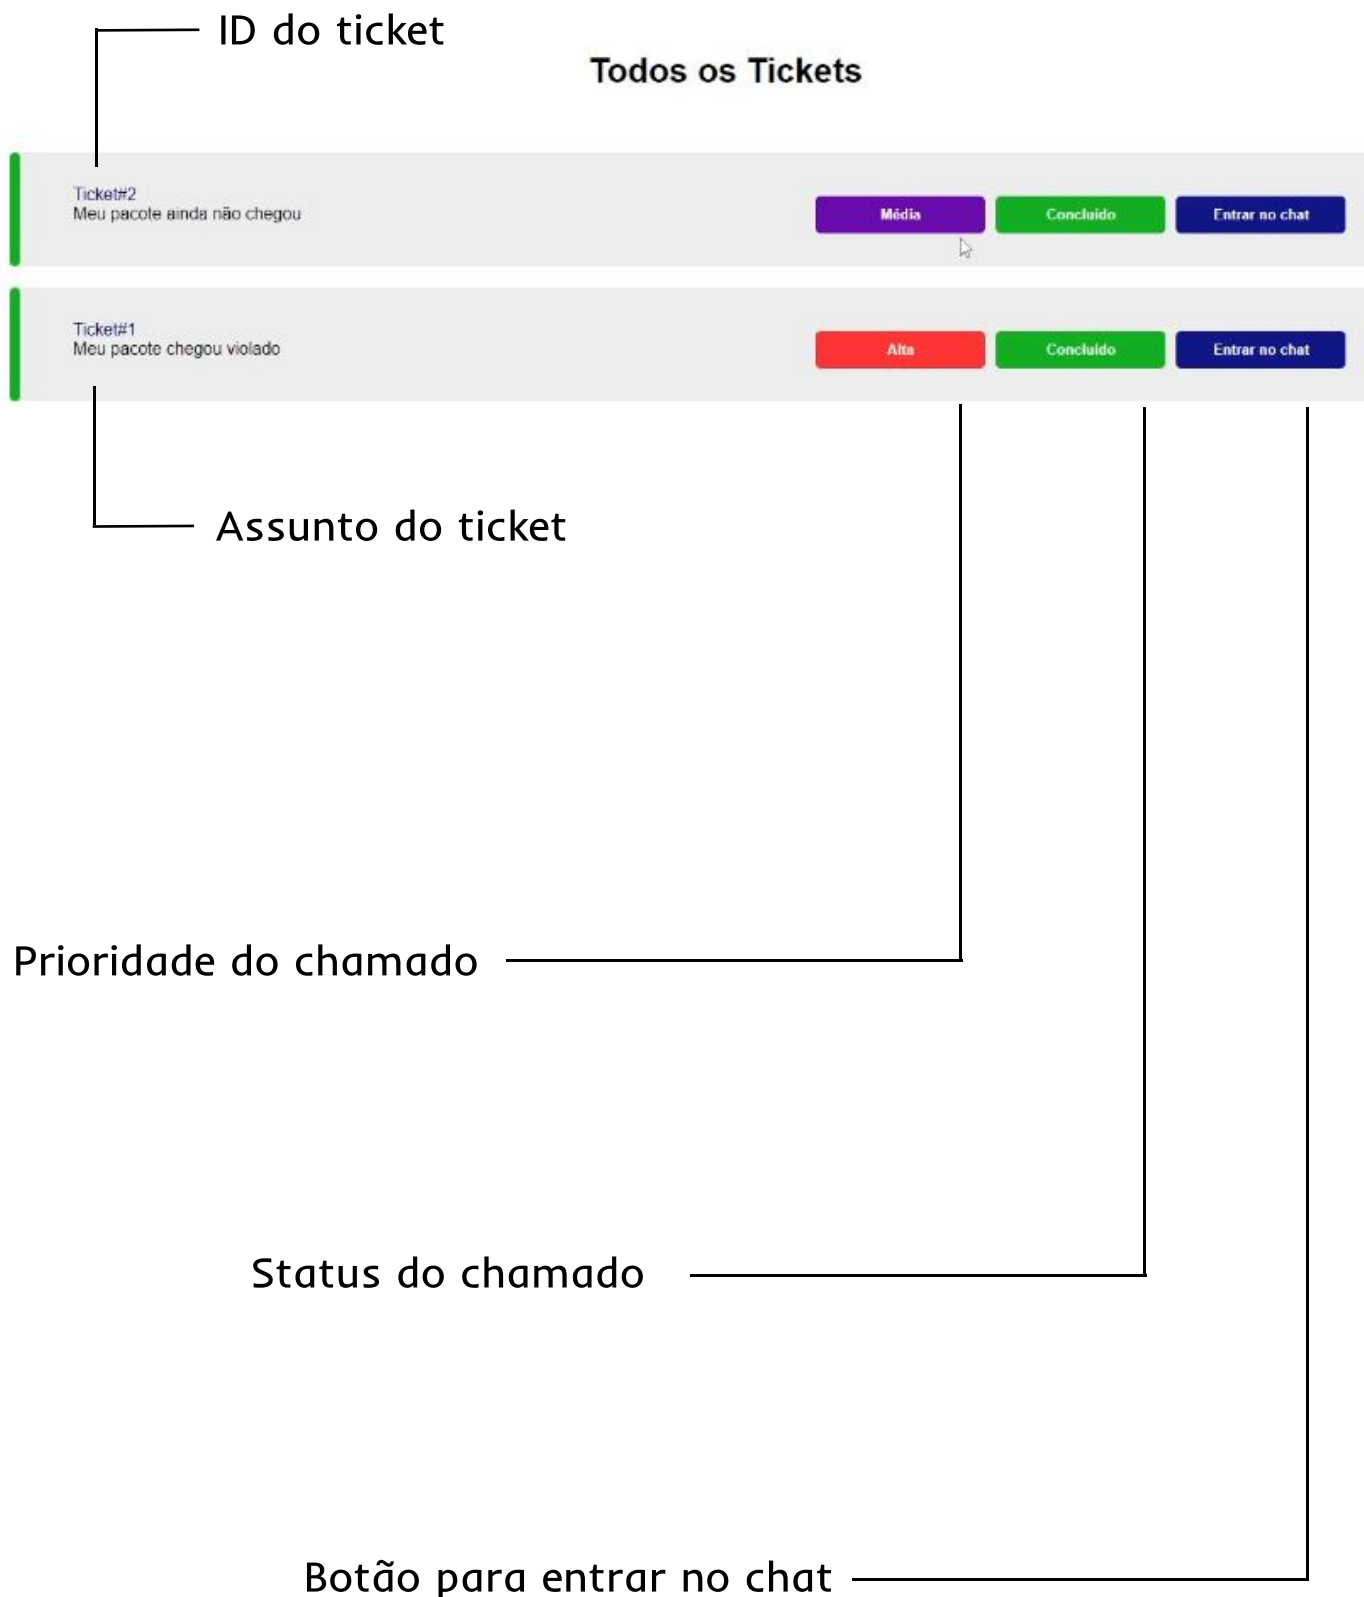 ID do ticket
Todos os Tickets
Ticket#2
Meu pacote ainda não chegou
Média
Concluído
Entrar no chat
Ticket#1
Meu pacote chegou violado
Alta
Concluído
Entrar no chat
Assunto do ticket
Prioridade do chamado
Status do chamado
Botão para entrar no chat